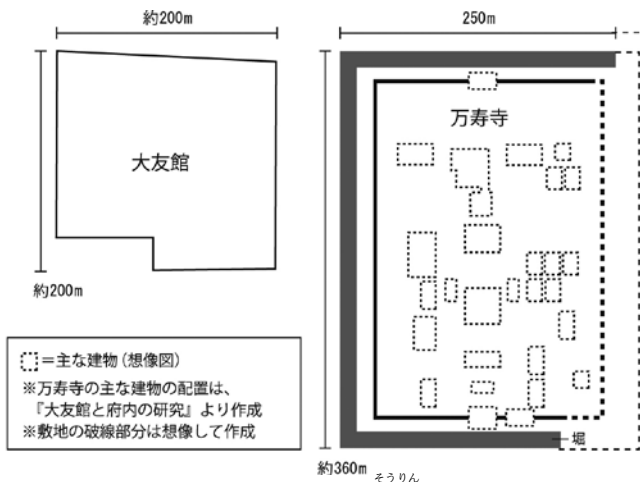 約200m
大友館
約200m
250m
万寿寺
堀
約360m
=主な建物(想像図)
※万寿寺の主な建物の配置は、
『大友館と府内の研究』より作成
※敷地の破線部分は想像して作成
そうりん